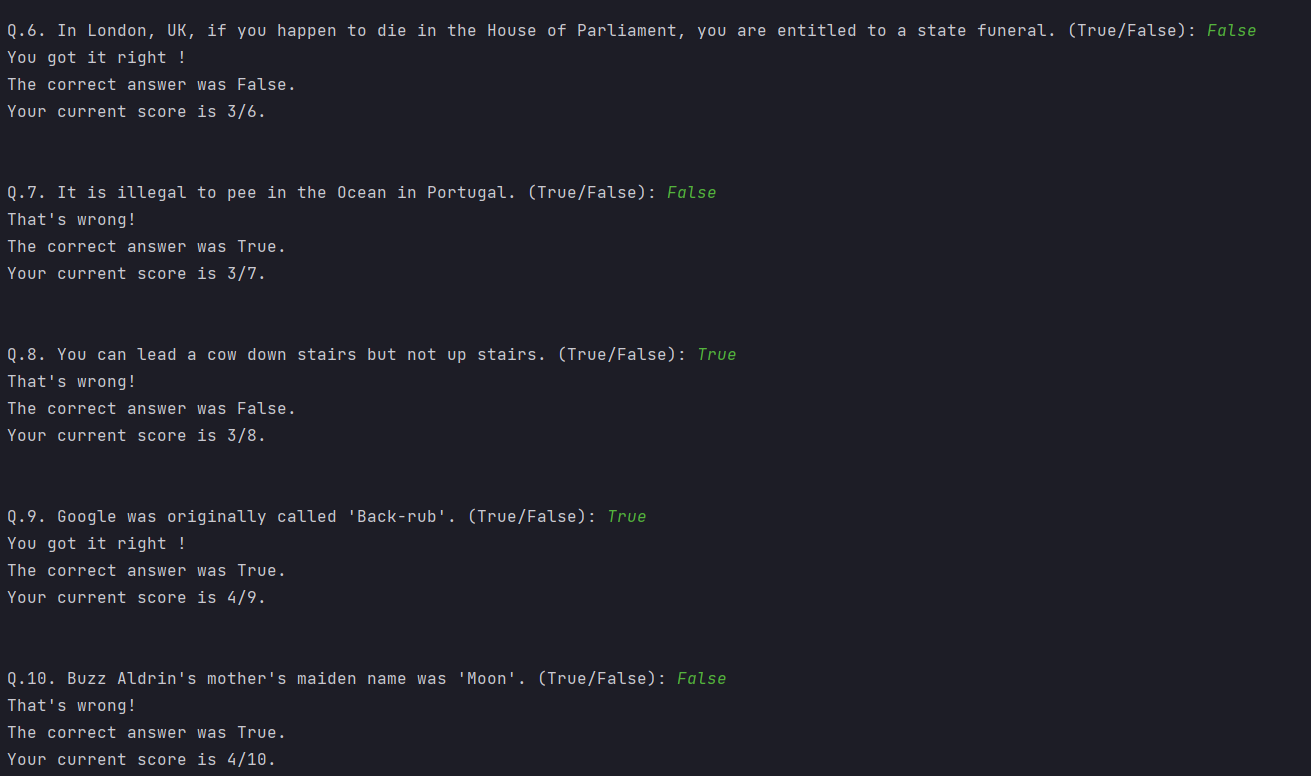 Q.6. In London, UK, if you happen to die in the House of Parliament, you are entitled to a state funeral. (True/False): False
You got it right !
The correct answer was False.
Your current score is 3/6.
Q.7. It is illegal to pee in the Ocean in Portugal. (True/False): False
That's wrong!
The correct answer was True.
Your current score is 3/7.
Q.8. You can lead a cow down stairs but not up stairs. (True/False): True
That's wrong!
The correct answer was False.
Your current score is 3/8.
Q.9. Google was originally called 'Back-rub'. (True/False): True
You got it right !
The correct answer was True.
Your current score is 4/9.
Q.10. Buzz Aldrin's mother's maiden name was 'Moon'. (True/False): False
That's wrong!
The correct answer was True.
Your current score is 4/10.